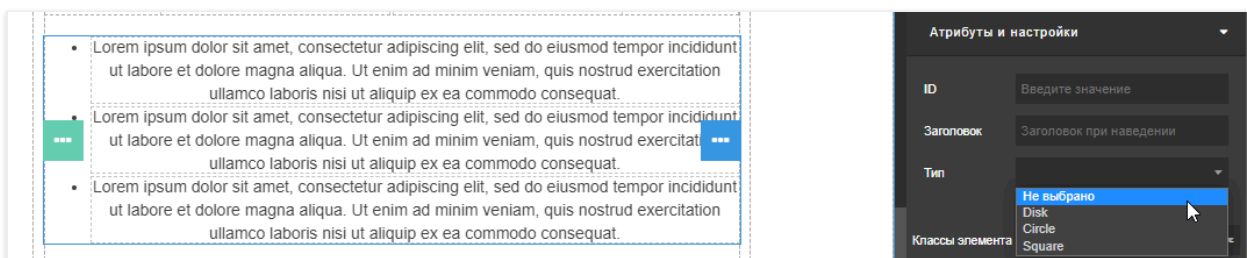 Lorem ipsum dolor sit amet, consectetur adipiscing elit, sed do eiusmod tempor incididunt
ut labore et dolore magna aliqua. Ut enim ad minim veniam, quis nostrud exercitation
ullamco laboris nisi ut aliquip ex ea commodo consequat.
Lorem ipsum dolor sit amet, consectetur adipiscing elit, sed do eiusmod tempor incididunt
ut labore et dolore magna aliqua. Ut enim ad minim veniam, quis nostrud
ullamco laboris nisi ut aliquip ex ea commodo consequat.
Lorem ipsum dolor sit amet, consectetur adipiscing elit, sed do eiusmod tempor incididunt
ut labore et dolore magna aliqua. Ut enim ad minim veniam, quis nostrud exercitation
ullamco laboris nisi ut aliquip ex ea commodo consequat.
Атрибуты и настройки
ID Введите значение
Заголовок Заголовок при наведении
Тип
Не выбрано
Disk
Circle
Square
Классы элемента